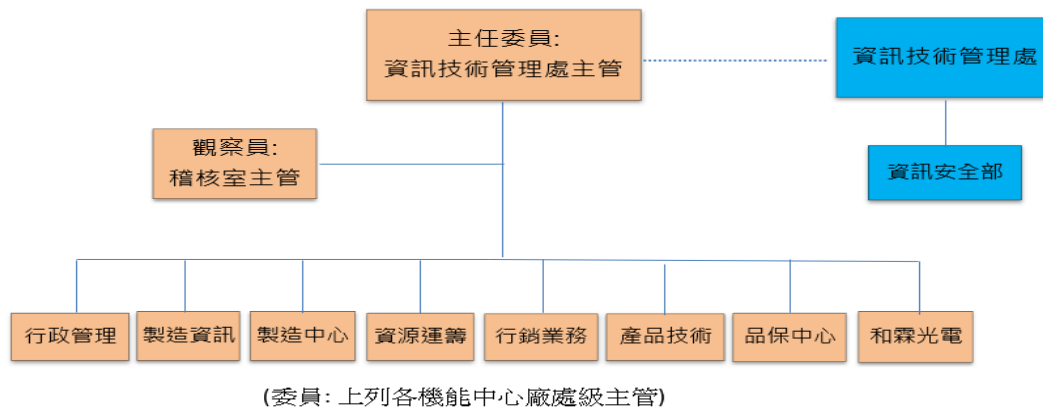 主任委員:
資訊技術管理處主管
資訊技術管理處
觀察員:
稽核室主管
資訊安全部
行政管理
製造資訊
製造中心
資源運籌
行銷業務
產品技術
品保中心
和霖光電
(委員: 上列各機能中心廠處級主管)